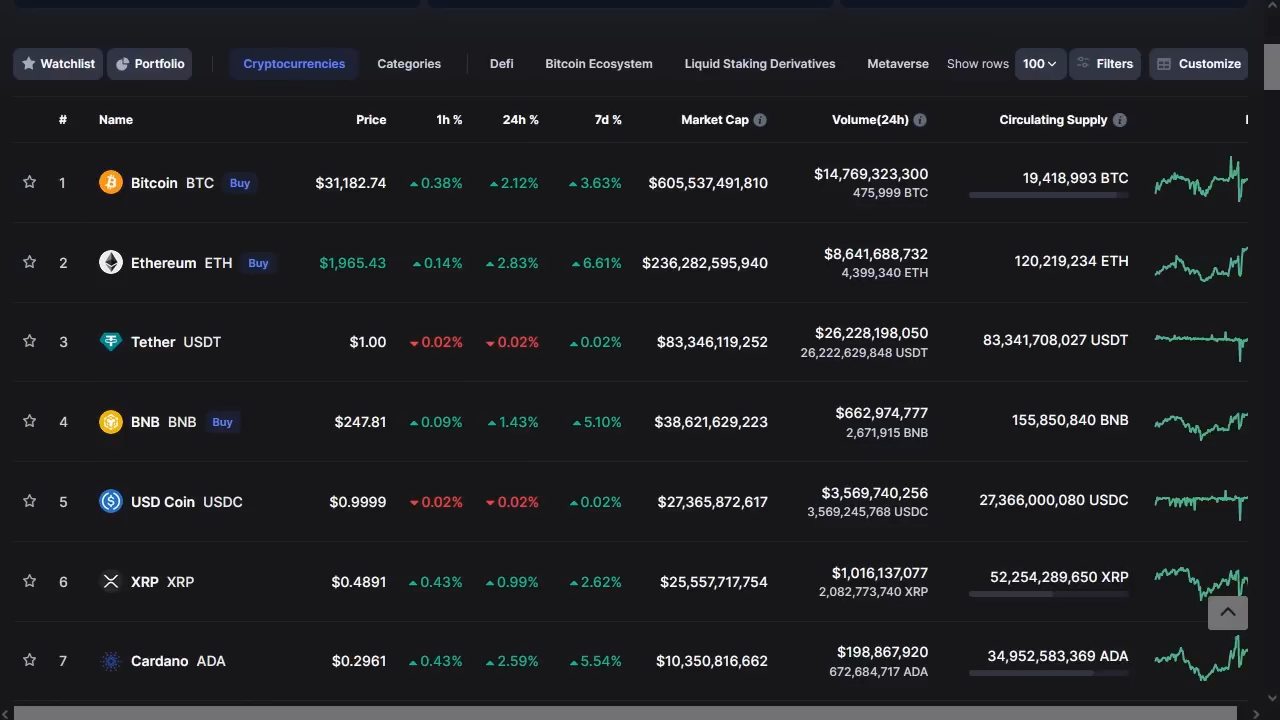 Watchlist Portfolio Cryptocurrencies Categories Defi Bitcoin Ecosystem Liquid Staking Derivatives Metaverse Show rows 100 Filters Customize
# Name Price 1h % 24h % 7d % Market Cap Volume(24h) Circulating Supply
1 Bitcoin BTC Buy $31,182.74 0.38% 2.12% 3.63% $605,537,491,810 $14,769,323,300 19,418,993 BTC
475,999 BTC
2 Ethereum ETH Buy $1,965.43 0.14% 2.83% 6.61% $236,282,595,940 $8,641,688,732 120,219,234 ETH
4,399,340 ETH
3 Tether USDT $1.00 0.02% 0.02% 0.02% $83,346,119,252 $26,228,198,050 83,341,708,027 USDT
26,222,629,848 USDT
4 BNB BNB Buy $247.81 0.09% 1.43% 5.10% $38,621,629,223 $662,974,777 155,850,840 BNB
2,671,915 BNB
5 USD Coin USDC $0.9999 0.02% 0.02% 0.02% $27,365,872,617 $3,569,740,256 27,366,000,080 USDC
3,569,245,768 USDC
6 XRP XRP $0.4891 0.43% 0.99% 2.62% $25,557,717,754 $1,016,137,077 52,254,289,650 XRP
2,082,773,740 XRP
7 Cardano ADA $0.2961 0.43% 2.59% 5.54% $10,350,816,662 $198,867,920 34,952,583,369 ADA
672,684,717 ADA